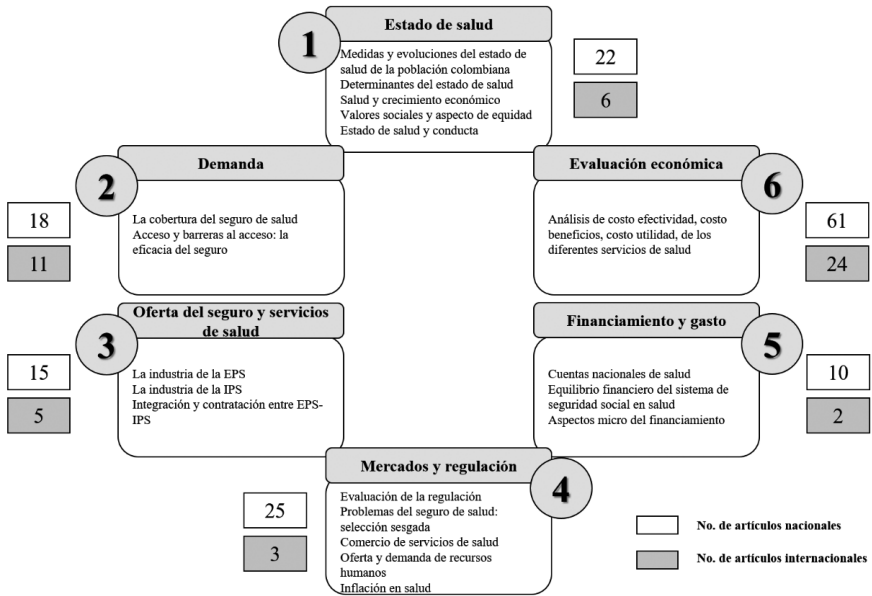 Estado de salud
1
Medidas y evoluciones del estado de
salud de la población colombiana
Determinantes del estado de salud
Salud y crecimiento económico
Valores sociales y aspecto de equidad
Estado de salud y conducta
22
6
Demanda
2
La cobertura del seguro de salud
Acceso y barreras al acceso: la
eficacia del seguro
18
11
Evaluación económica
6
Análisis de costo efectividad, costo
beneficios, costo utilidad, de los
diferentes servicios de salud
61
24
Oferta del seguro y servicios
de salud
3
La industria de la EPS
La industria de la IPS
Integración y contratación entre EPS-
IPS
15
5
Financiamiento y gasto
5
Cuentas nacionales de salud
Equilibrio financiero del sistema de
seguridad social en salud
Aspectos micro del financiamiento
10
2
Mercados y regulación
4
Evaluación de la regulación
Problemas del seguro de salud:
selección sesgada
Comercio de servicios de salud
Oferta y demanda de recursos
humanos
Inflación en salud
25
3
No. de artículos nacionales
No. de artículos internacionales